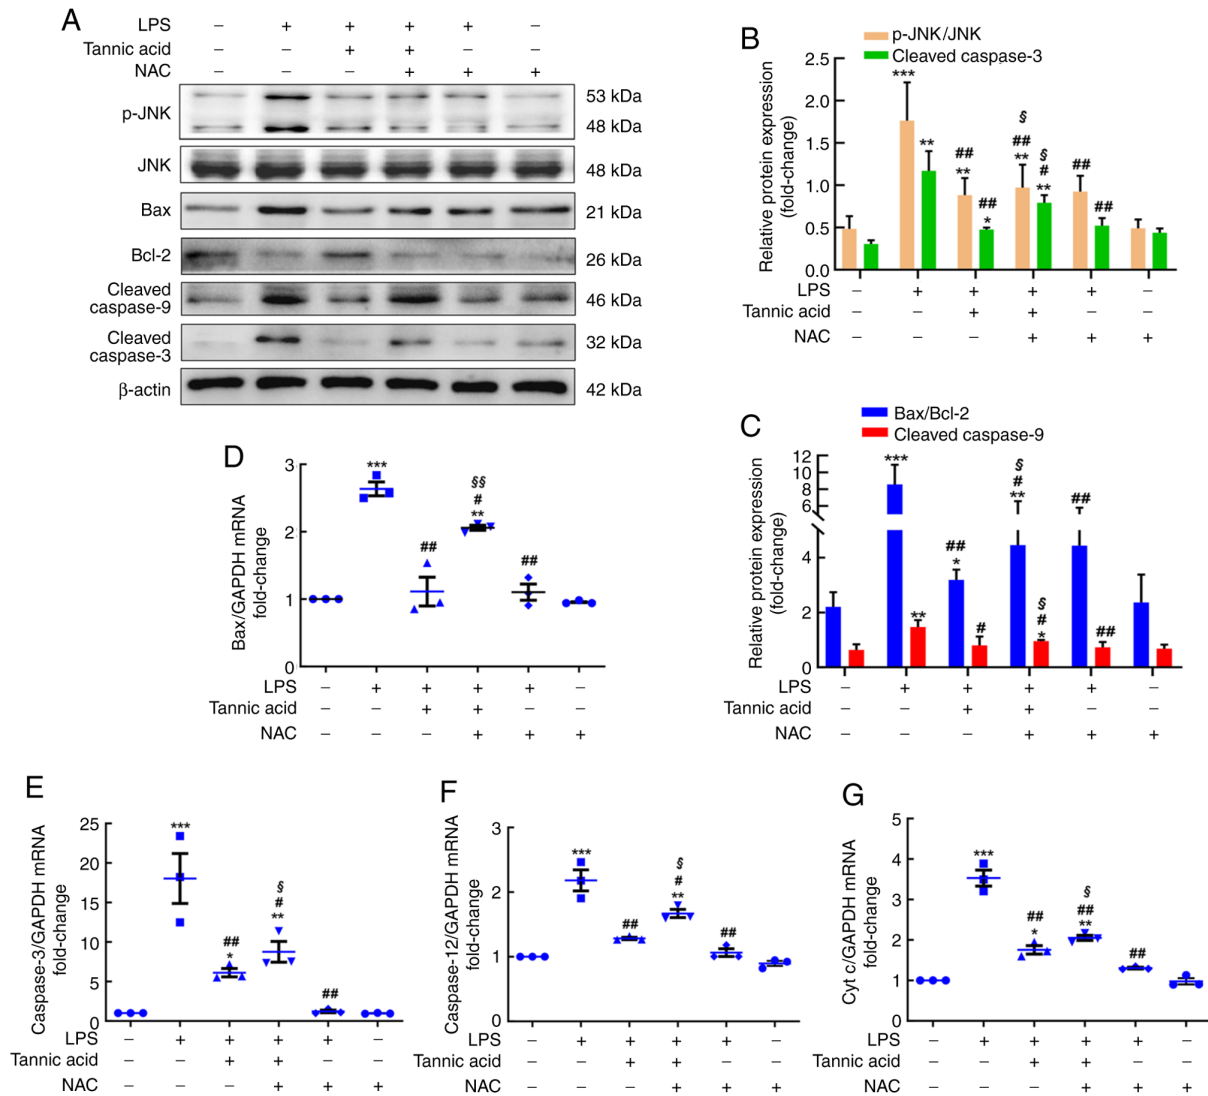 A
LPS – + + + + –
Tannic acid – – + + – –
NAC – – – + + +
p-JNK
53 kDa
48 kDa
JNK 48 kDa
Bax 21 kDa
Bcl-2 26 kDa
Cleaved
caspase-9 46 kDa
Cleaved
caspase-3 32 kDa
β-actin 42 kDa
B
p-JNK/JNK
Cleaved caspase-3
Relative protein expression
(fold-change)
2.5
2.0
1.5
1.0
0.5
0.0
***
**
##
**
##
*
§
##
**
§
#
**
##
##
LPS – + + + + –
Tannic acid – – + + – –
NAC – – – + + +
C
Bax/Bcl-2
Cleaved caspase-9
Relative protein expression
(fold-change)
12
10
8
6
4
2
0
***
**
##
*
#
§
#
**
§
#
*
##
##
LPS – + + + + –
Tannic acid – – + + – –
NAC – – – + + +
D
Bax/GAPDH mRNA
fold-change
3
2
1
0
***
##
§§
#
**
##
LPS – + + + + –
Tannic acid – – + + – –
NAC – – – + + +
E
Caspase-3/GAPDH mRNA
fold-change
25
20
15
10
5
0
***
##
*
§
#
**
##
LPS – + + + + –
Tannic acid – – + + – –
NAC – – – + + +
F
Caspase-12/GAPDH mRNA
fold-change
3
2
1
0
***
##
§
#
**
##
LPS – + + + + –
Tannic acid – – + + – –
NAC – – – + + +
G
Cyt c/GAPDH mRNA
fold-change
5
4
3
2
1
0
***
##
*
§
##
**
##
LPS – + + + + –
Tannic acid – – + + – –
NAC – – – + + +